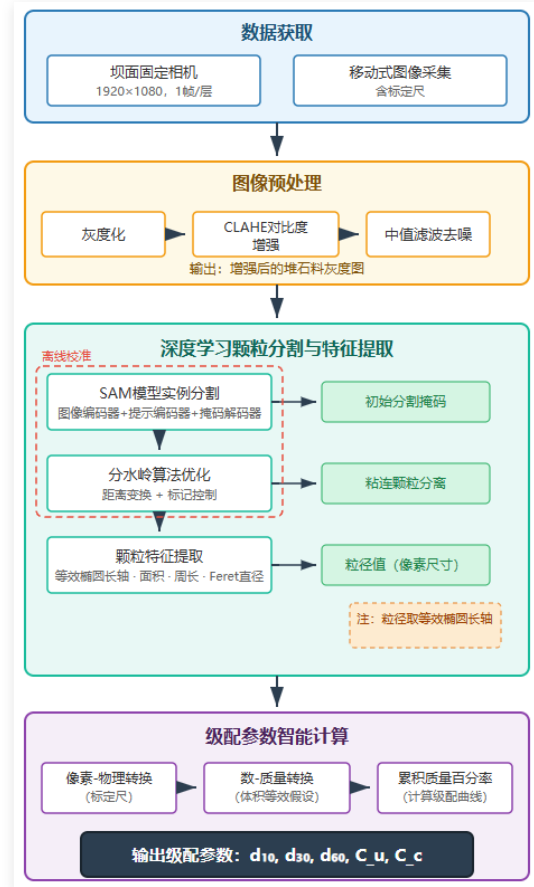 数据获取
坝面固定相机
1920×1080，1帧/层
移动式图像采集
含标定尺
图像预处理
灰度化
CLAHE对比度
增强
中值滤波去噪
输出：增强后的堆石料灰度图
深度学习颗粒分割与特征提取
离线校准
SAM模型实例分割
图像编码器+提示编码器+掩码解码器
初始分割掩码
分水岭算法优化
距离变换 + 标记控制
粘连颗粒分离
颗粒特征提取
等效椭圆长轴 · 面积 · 周长 · Feret直径
粒径值（像素尺寸）
注：粒径取等效椭圆长轴
级配参数智能计算
像素-物理转换
(标定尺)
数-质量转换
(体积等效假设)
累积质量百分率
(计算级配曲线)
输出级配参数：d₁₀, d₃₀, d₆₀, C_u, C_c